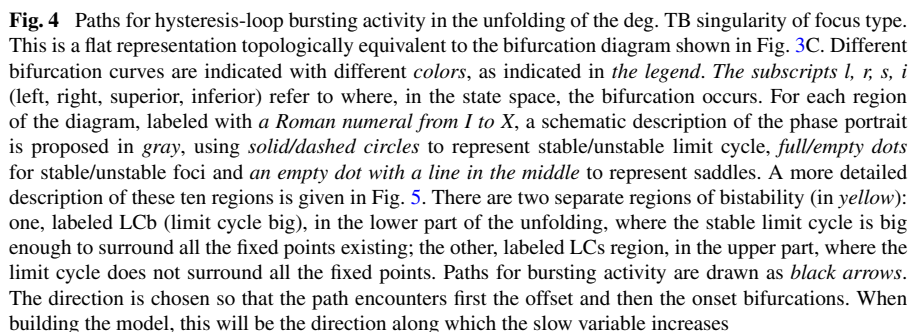 Fig. 4 Paths for hysteresis-loop bursting activity in the unfolding of the deg. TB singularity of focus type.
This is a flat representation topologically equivalent to the bifurcation diagram shown in Fig. 3C. Different
bifurcation curves are indicated with different colors, as indicated in the legend. The subscripts l, r, s, i
(left, right, superior, inferior) refer to where, in the state space, the bifurcation occurs. For each region
of the diagram, labeled with a Roman numeral from I to X, a schematic description of the phase portrait
is proposed in gray, using solid/dashed circles to represent stable/unstable limit cycle, full/empty dots
for stable/unstable foci and an empty dot with a line in the middle to represent saddles. A more detailed
description of these ten regions is given in Fig. 5. There are two separate regions of bistability (in yellow):
one, labeled LCb (limit cycle big), in the lower part of the unfolding, where the stable limit cycle is big
enough to surround all the fixed points existing; the other, labeled LCs region, in the upper part, where the
limit cycle does not surround all the fixed points. Paths for bursting activity are drawn as black arrows.
The direction is chosen so that the path encounters first the offset and then the onset bifurcations. When
building the model, this will be the direction along which the slow variable increases